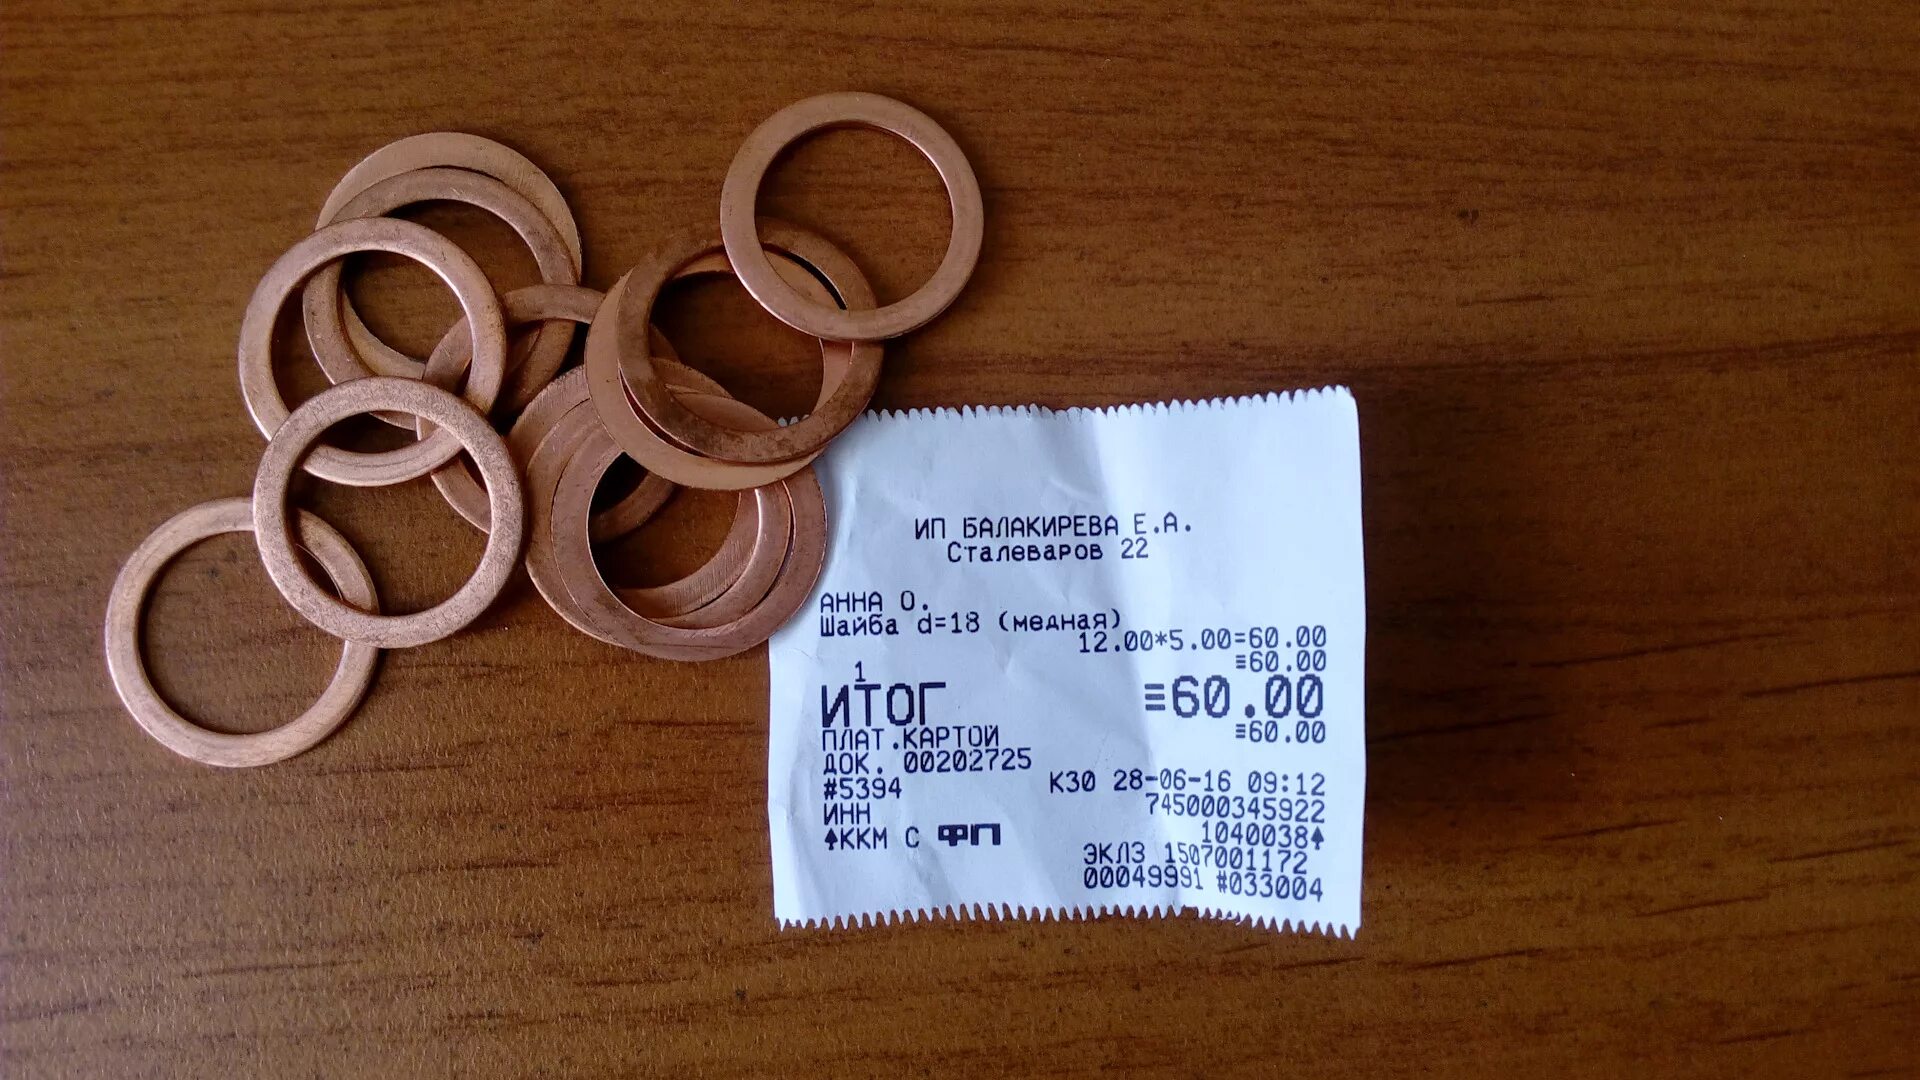 ИП БАЛАКИРЕВА Е.А.
Сталеваров 22
АННА О.
Шайба d=18 (медная)
12.00*5.00=60.00
1 ≡60.00
ИТОГ ≡60.00
ПЛАТ.КАРТОЙ ≡60.00
ДОК. 00202725
#5394 К30 28-06-16 09:12
ИНН 745000345922
♠ККМ С ФП 1040038♠
ЭКЛЗ 1507001172
00049991 #033004